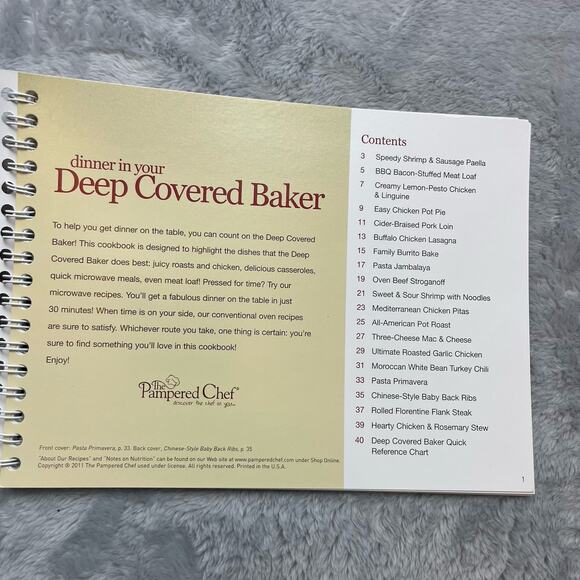 dinner in your
Deep Covered Baker
To help you get dinner on the table, you can count on the Deep Covered
Baker! This cookbook is designed to highlight the dishes that the Deep
Covered Baker does best: juicy roasts and chicken, delicious casseroles,
quick microwave meals, even meat loaf! Pressed for time? Try our
microwave recipes. You'll get a fabulous dinner on the table in just
30 minutes! When time is on your side, our conventional oven recipes
are sure to satisfy. Whichever route you take, one thing is certain: you're
sure to find something you'll love in this cookbook!
Enjoy!
The
Pampered Chef®
discover the chef in you™
Front cover: Pasta Primavera, p. 33. Back cover; Chinese-Style Baby Back Ribs, p. 35
"About Our Recipes" and "Notes on Nutrition" can be found on our Web site at www.pamperedchef.com under Shop Online.
Copyright © 2011 The Pampered Chef used under license. All rights reserved. Printed in the U.S.A.
Contents
3 Speedy Shrimp & Sausage Paella
5 BBQ Bacon-Stuffed Meat Loaf
7 Creamy Lemon-Pesto Chicken
& Linguine
9 Easy Chicken Pot Pie
11 Cider-Braised Pork Loin
13 Buffalo Chicken Lasagna
15 Family Burrito Bake
17 Pasta Jambalaya
19 Oven Beef Stroganoff
21 Sweet & Sour Shrimp with Noodles
23 Mediterranean Chicken Pitas
25 All-American Pot Roast
27 Three-Cheese Mac & Cheese
29 Ultimate Roasted Garlic Chicken
31 Moroccan White Bean Turkey Chili
33 Pasta Primavera
35 Chinese-Style Baby Back Ribs
37 Rolled Florentine Flank Steak
39 Hearty Chicken & Rosemary Stew
40 Deep Covered Baker Quick
Reference Chart
1